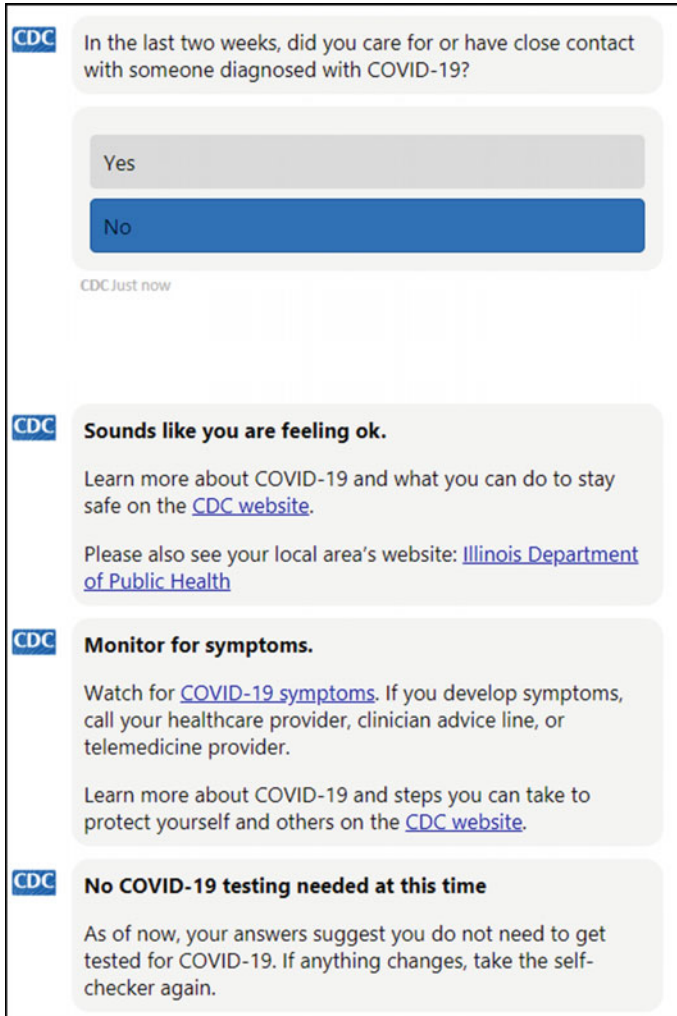 CDC
In the last two weeks, did you care for or have close contact
with someone diagnosed with COVID-19?
Yes
No
CDC Just now
CDC
Sounds like you are feeling ok.
Learn more about COVID-19 and what you can do to stay
safe on the CDC website.
Please also see your local area's website: Illinois Department
of Public Health
CDC
Monitor for symptoms.
Watch for COVID-19 symptoms. If you develop symptoms,
call your healthcare provider, clinician advice line, or
telemedicine provider.
Learn more about COVID-19 and steps you can take to
protect yourself and others on the CDC website.
CDC
No COVID-19 testing needed at this time
As of now, your answers suggest you do not need to get
tested for COVID-19. If anything changes, take the self-
checker again.